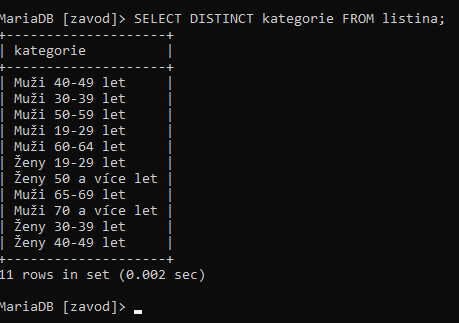 MariaDB [zavod]> SELECT DISTINCT kategorie FROM listina;
+--------------------+
| kategorie          |
+--------------------+
| Muži 40-49 let     |
| Muži 30-39 let     |
| Muži 50-59 let     |
| Muži 19-29 let     |
| Muži 60-64 let     |
| Ženy 19-29 let     |
| Ženy 50 a více let |
| Muži 65-69 let     |
| Muži 70 a více let |
| Ženy 30-39 let     |
| Ženy 40-49 let     |
+--------------------+
11 rows in set (0.002 sec)
MariaDB [zavod]> _